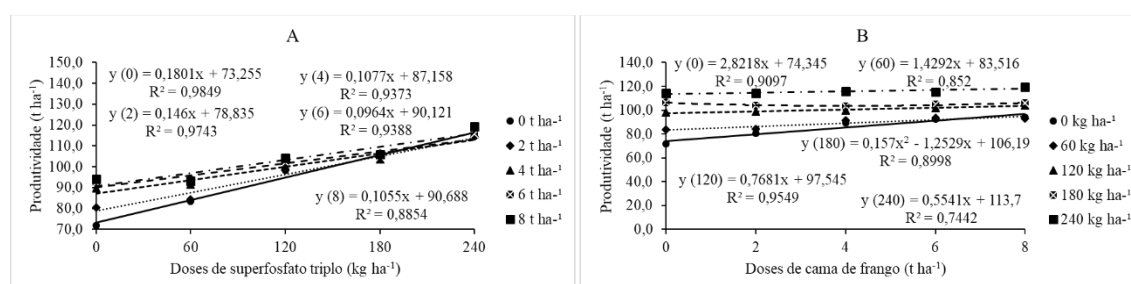 A
Produtividade (t ha⁻¹)
150,0
140,0
130,0
120,0
110,0
100,0
90,0
80,0
70,0
y (0) = 0,1801x + 73,255
R² = 0,9849
y (2) = 0,146x + 78,835
R² = 0,9743
y (4) = 0,1077x + 87,158
R² = 0,9373
y (6) = 0,0964x + 90,121
R² = 0,9388
y (8) = 0,1055x + 90,688
R² = 0,8854
0 t ha⁻¹
2 t ha⁻¹
4 t ha⁻¹
6 t ha⁻¹
8 t ha⁻¹
0 60 120 180 240
Doses de superfosfato triplo (kg ha⁻¹)
B
Produtividade (t ha⁻¹)
160,0
140,0
120,0
100,0
80,0
60,0
40,0
20,0
0,0
y (0) = 2,8218x + 74,345
R² = 0,9097
y (60) = 1,4292x + 83,516
R² = 0,852
y (180) = 0,157x² - 1,2529x + 106,19
R² = 0,8998
y (120) = 0,7681x + 97,545
R² = 0,9549
y (240) = 0,5541x + 113,7
R² = 0,7442
0 kg ha⁻¹
60 kg ha⁻¹
120 kg ha⁻¹
180 kg ha⁻¹
240 kg ha⁻¹
0 2 4 6 8
Doses de cama de frango (t ha⁻¹)